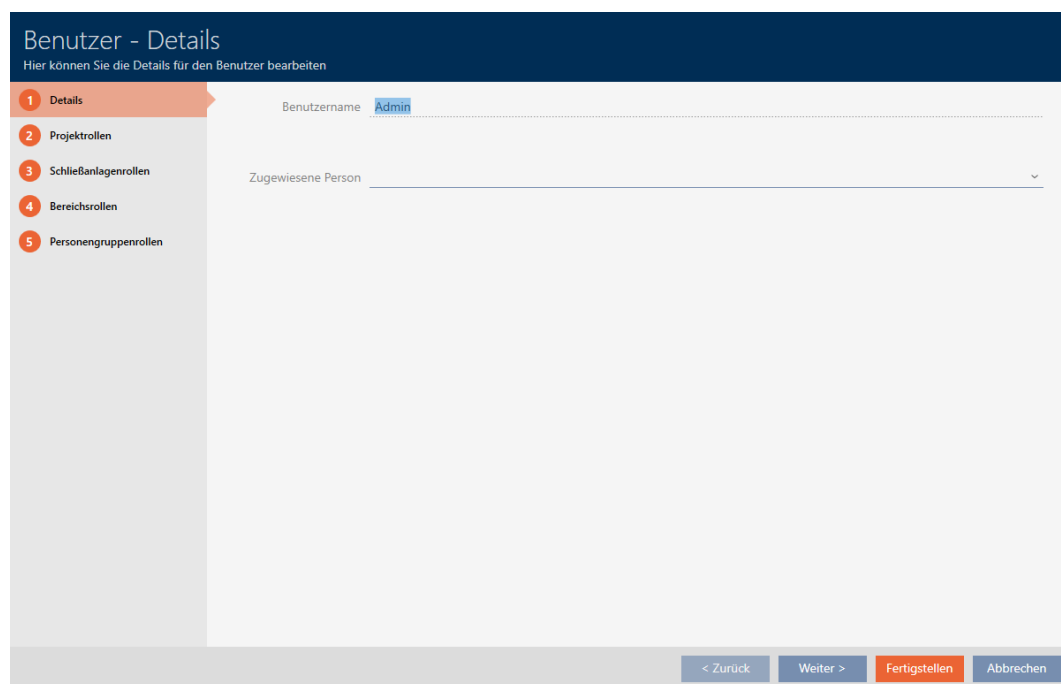 Benutzer - Details
Hier können Sie die Details für den Benutzer bearbeiten
1 Details
2 Projektrollen
3 Schließanlagenrollen
4 Bereichsrollen
5 Personengruppenrollen
Benutzername Admin
Zugewiesene Person
< Zurück Weiter > Fertigstellen Abbrechen